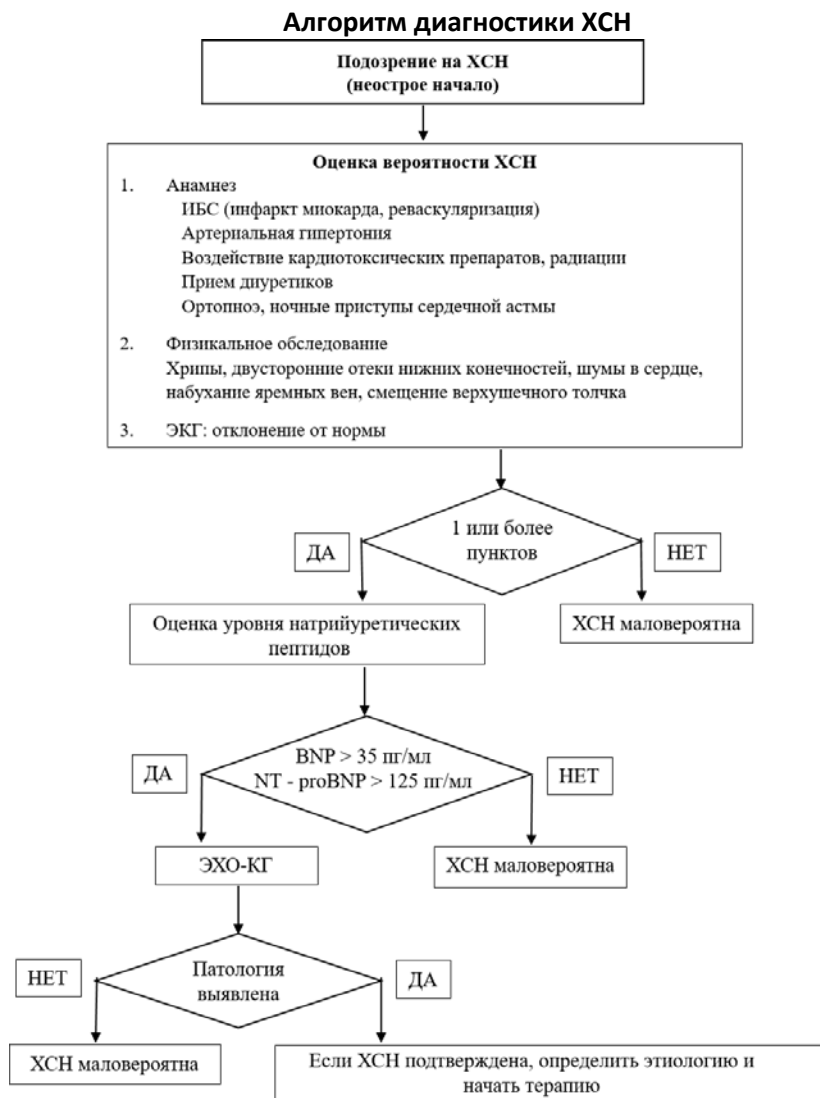 Алгоритм диагностики ХСН
Подозрение на ХСН
(неострое начало)
Оценка вероятности ХСН
1. Анамнез
ИБС (инфаркт миокарда, реваскуляризация)
Артериальная гипертония
Воздействие кардиотоксических препаратов, радиации
Прием диуретиков
Ортопноэ, ночные приступы сердечной астмы
2. Физикальное обследование
Хрипы, двусторонние отеки нижних конечностей, шумы в сердце,
набухание яремных вен, смещение верхушечного толчка
3. ЭКГ: отклонение от нормы
1 или более
пунктов
ДА
НЕТ
Оценка уровня натрийуретических
пептидов
ХСН маловероятна
BNP > 35 пг/мл
NT - proBNP > 125 пг/мл
ДА
НЕТ
ЭХО-КГ
ХСН маловероятна
Патология
выявлена
НЕТ
ДА
ХСН маловероятна
Если ХСН подтверждена, определить этиологию и
начать терапию